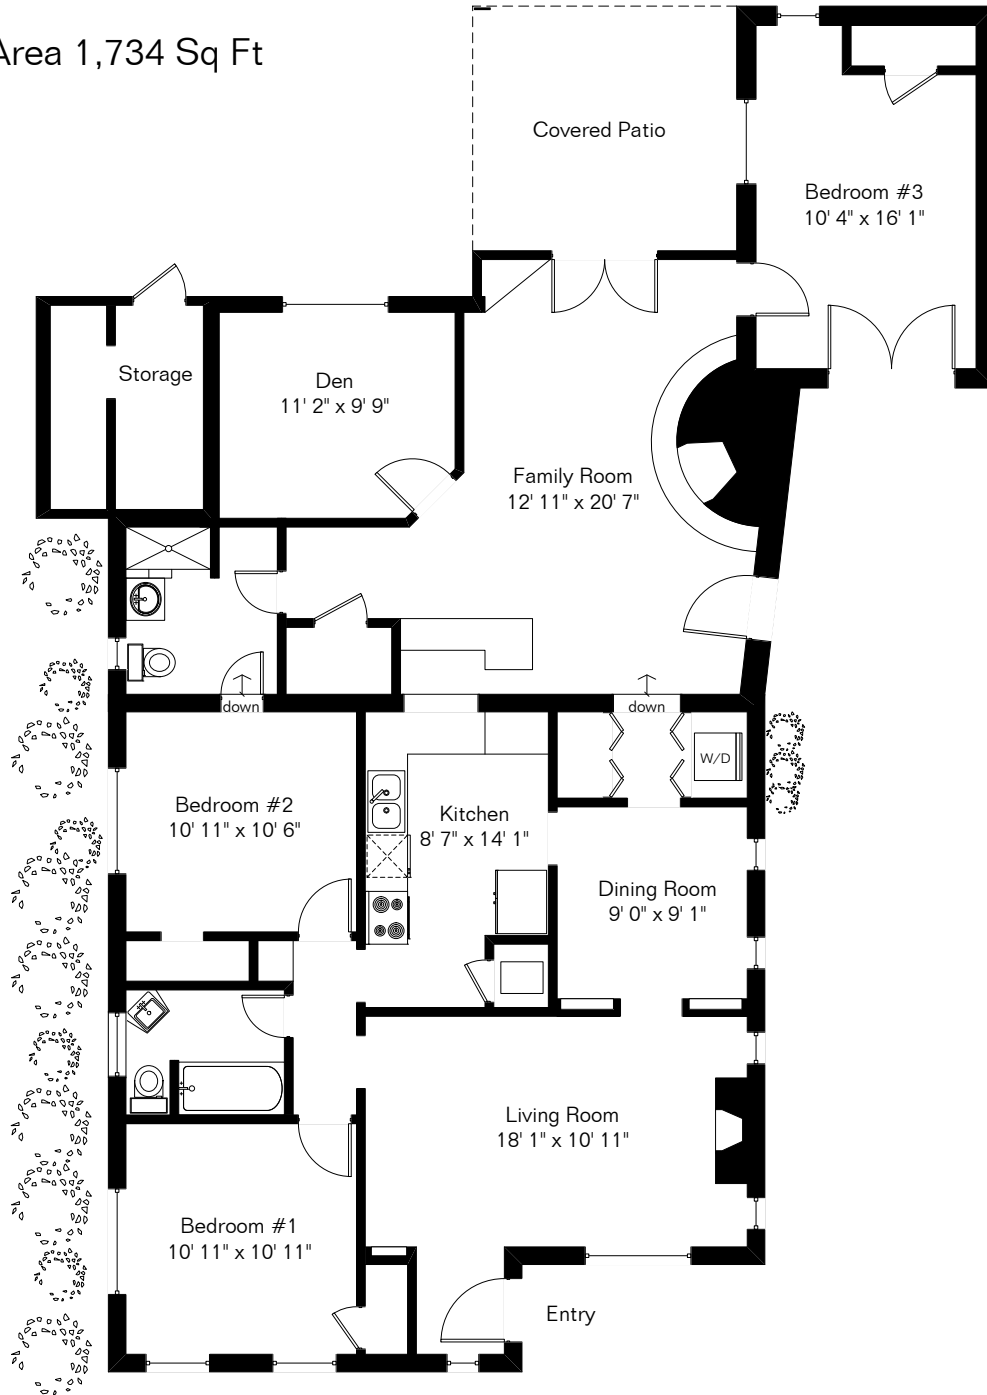 Area 1,734 Sq Ft
Covered Patio
Bedroom #3
10' 4" x 16' 1"
Storage
Den
11' 2" x 9' 9"
Family Room
12' 11" x 20' 7"
down
down
W/D
Bedroom #2
10' 11" x 10' 6"
Kitchen
8' 7" x 14' 1"
Dining Room
9' 0" x 9' 1"
Living Room
18' 1" x 10' 11"
Bedroom #1
10' 11" x 10' 11"
Entry